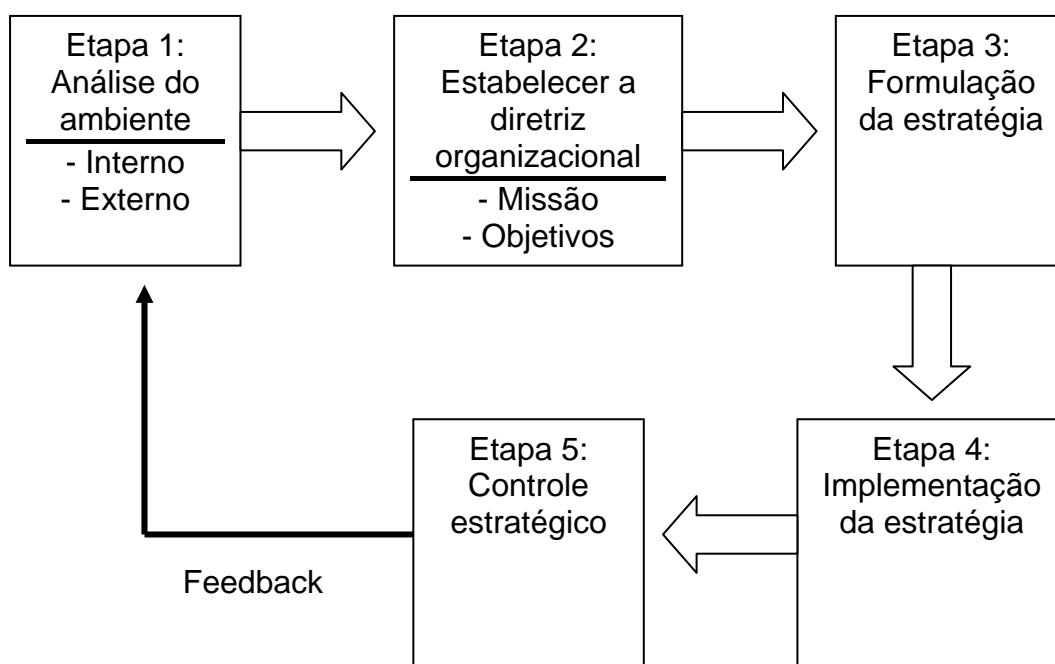 Etapa 1:
Análise do
ambiente
- Interno
- Externo
Etapa 2:
Estabelecer a
diretriz
organizacional
- Missão
- Objetivos
Etapa 3:
Formulação
da estratégia
Etapa 4:
Implementação
da estratégia
Etapa 5:
Controle
estratégico
Feedback